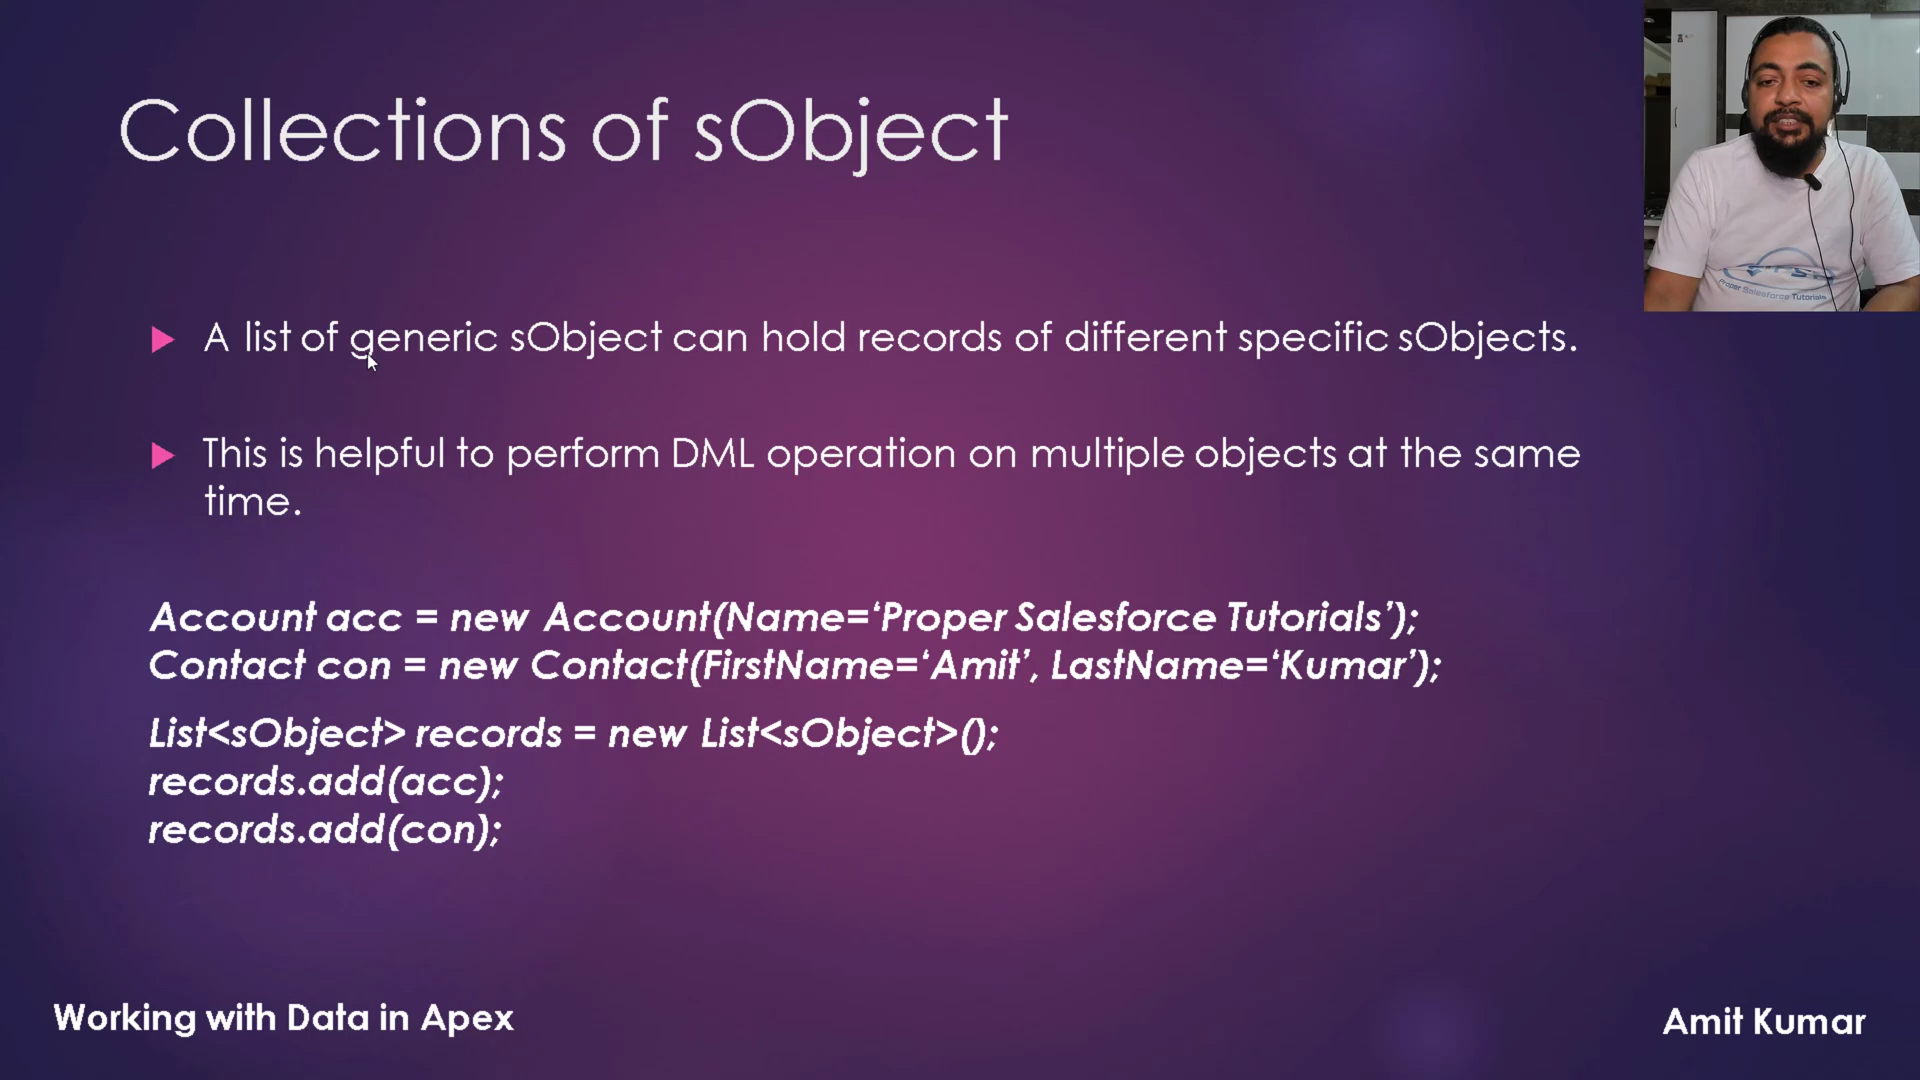 Collections of sObject
A list of generic sObject can hold records of different specific sObjects.
This is helpful to perform DML operation on multiple objects at the same
time.
Account acc = new Account(Name=‘Proper Salesforce Tutorials’);
Contact con = new Contact(FirstName=‘Amit’, LastName=‘Kumar’);
List<sObject> records = new List<sObject>();
records.add(acc);
records.add(con);
Working with Data in Apex
Amit Kumar
Proper Salesforce Tutorials